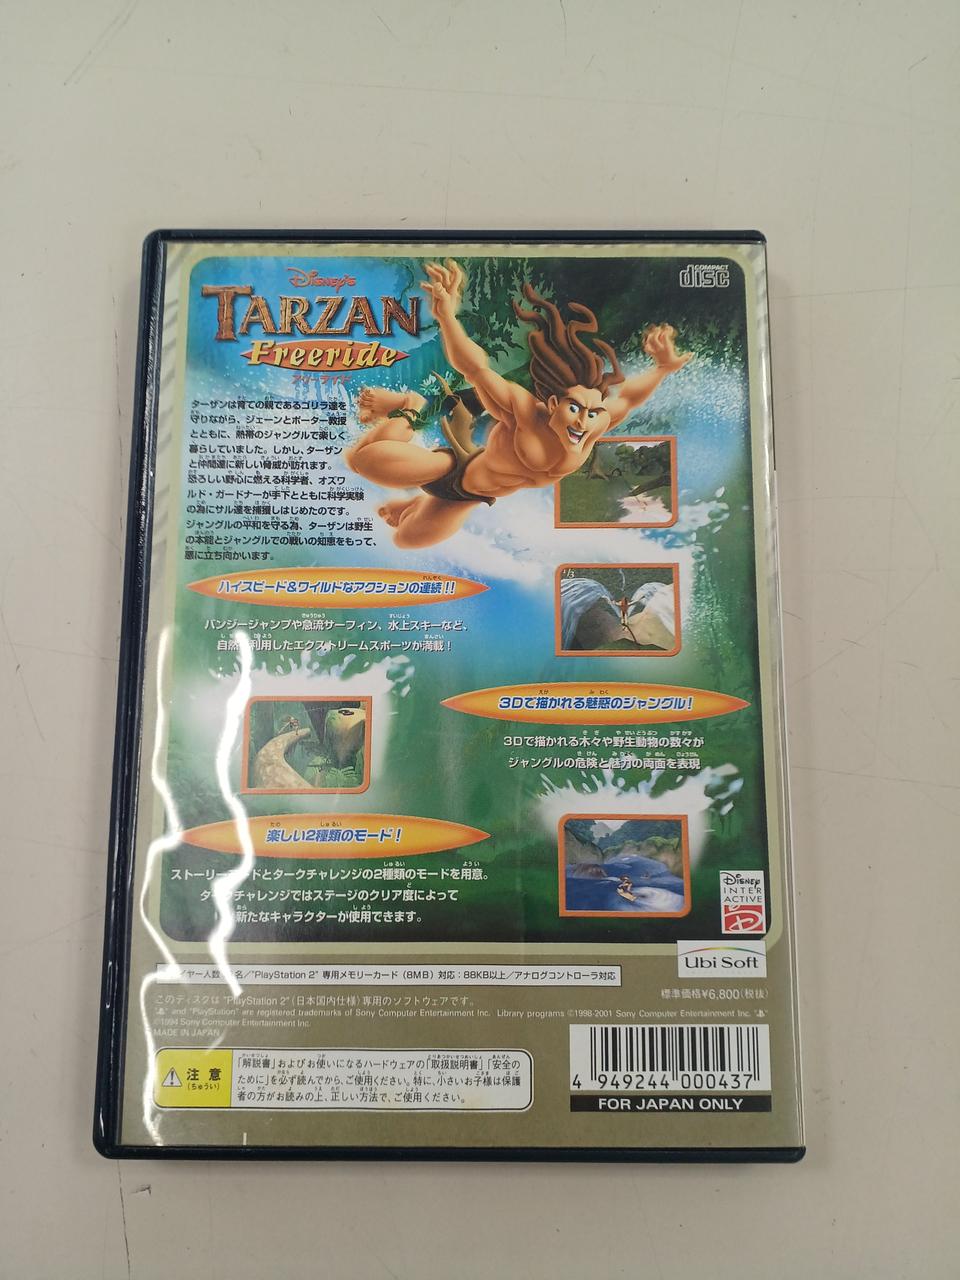 COMPACT
disc
DISNEY'S
TARZAN
Freeride
フリーライド
ターザンは育ての親であるゴリラ達を
守りながら、ジェーンとポーター教授
とともに、熱帯のジャングルで楽しく
暮らしていました。しかし、ターザン
と仲間達に新しい脅威が訪れます。
恐ろしい野心に燃える科学者、オズワ
ルド・ガードナーが手下とともに科学実験
の為にサル達を捕獲しはじめたのです。
ジャングルの平和を守る為、ターザンは野生
の本能とジャングルでの戦いの知恵をもって、
悪に立ち向かいます。
ハイスピード&ワイルドなアクションの連続!!
バンジージャンプや急流サーフィン、水上スキーなど、
自然を利用したエクストリームスポーツが満載!
1/3
3Dで描かれる魅惑のジャングル!
3Dで描かれる木々や野生動物の数々が
ジャングルの危険と魅力の両面を表現
楽しい2種類のモード!
ストーリーモードとタークチャレンジの2種類のモードを用意。
タークチャレンジではステージのクリア度によって
新たなキャラクターが使用できます。
DISNEY
INTER
ACTIVE
Ubi Soft
イヤー人数 名/"PlayStation 2" 専用メモリーカード(8MB)対応:88KB以上/アナログコントローラ対応
標準価格¥6,800(税抜)
このディスクは "PlayStation 2" (日本国内仕様) 専用のソフトウェアです。
" " and "PlayStation" are registered trademarks of Sony Computer Entertainment Inc. Library programs ©1998-2001 Sony Computer Entertainment Inc. " "
©1994 Sony Computer Entertainment Inc.
MADE IN JAPAN
注意
(ちゅうい)
「解説書」およびお使いになるハードウェアの「取扱説明書」「安全の
ために」を必ず読んでから、ご使用ください。特に、小さいお子様は保護
者の方がお読みの上、正しい方法で、ご使用ください。
4 949244 000437
FOR JAPAN ONLY